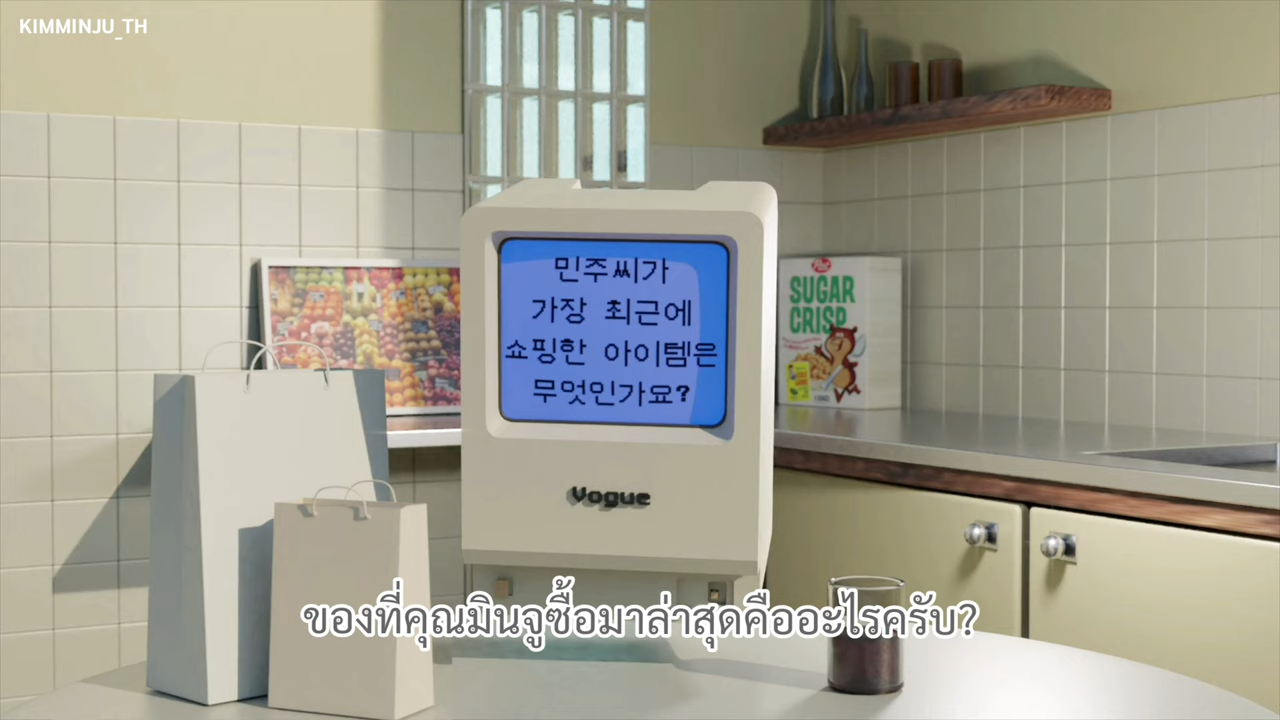 KIMMINJU_TH
민주씨가
가장 최근에
쇼핑한 아이템은
무엇인가요?
Post
SUGAR
CRISP
Vogue
ของที่คุณมินจูซื้อมาล่าสุดคืออะไรครับ?